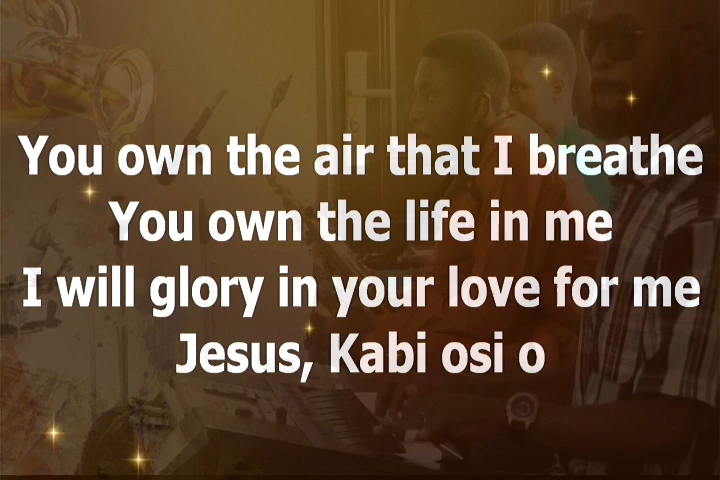 You own the air that I breathe
You own the life in me
I will glory in your love for me
Jesus, Kabi osi o